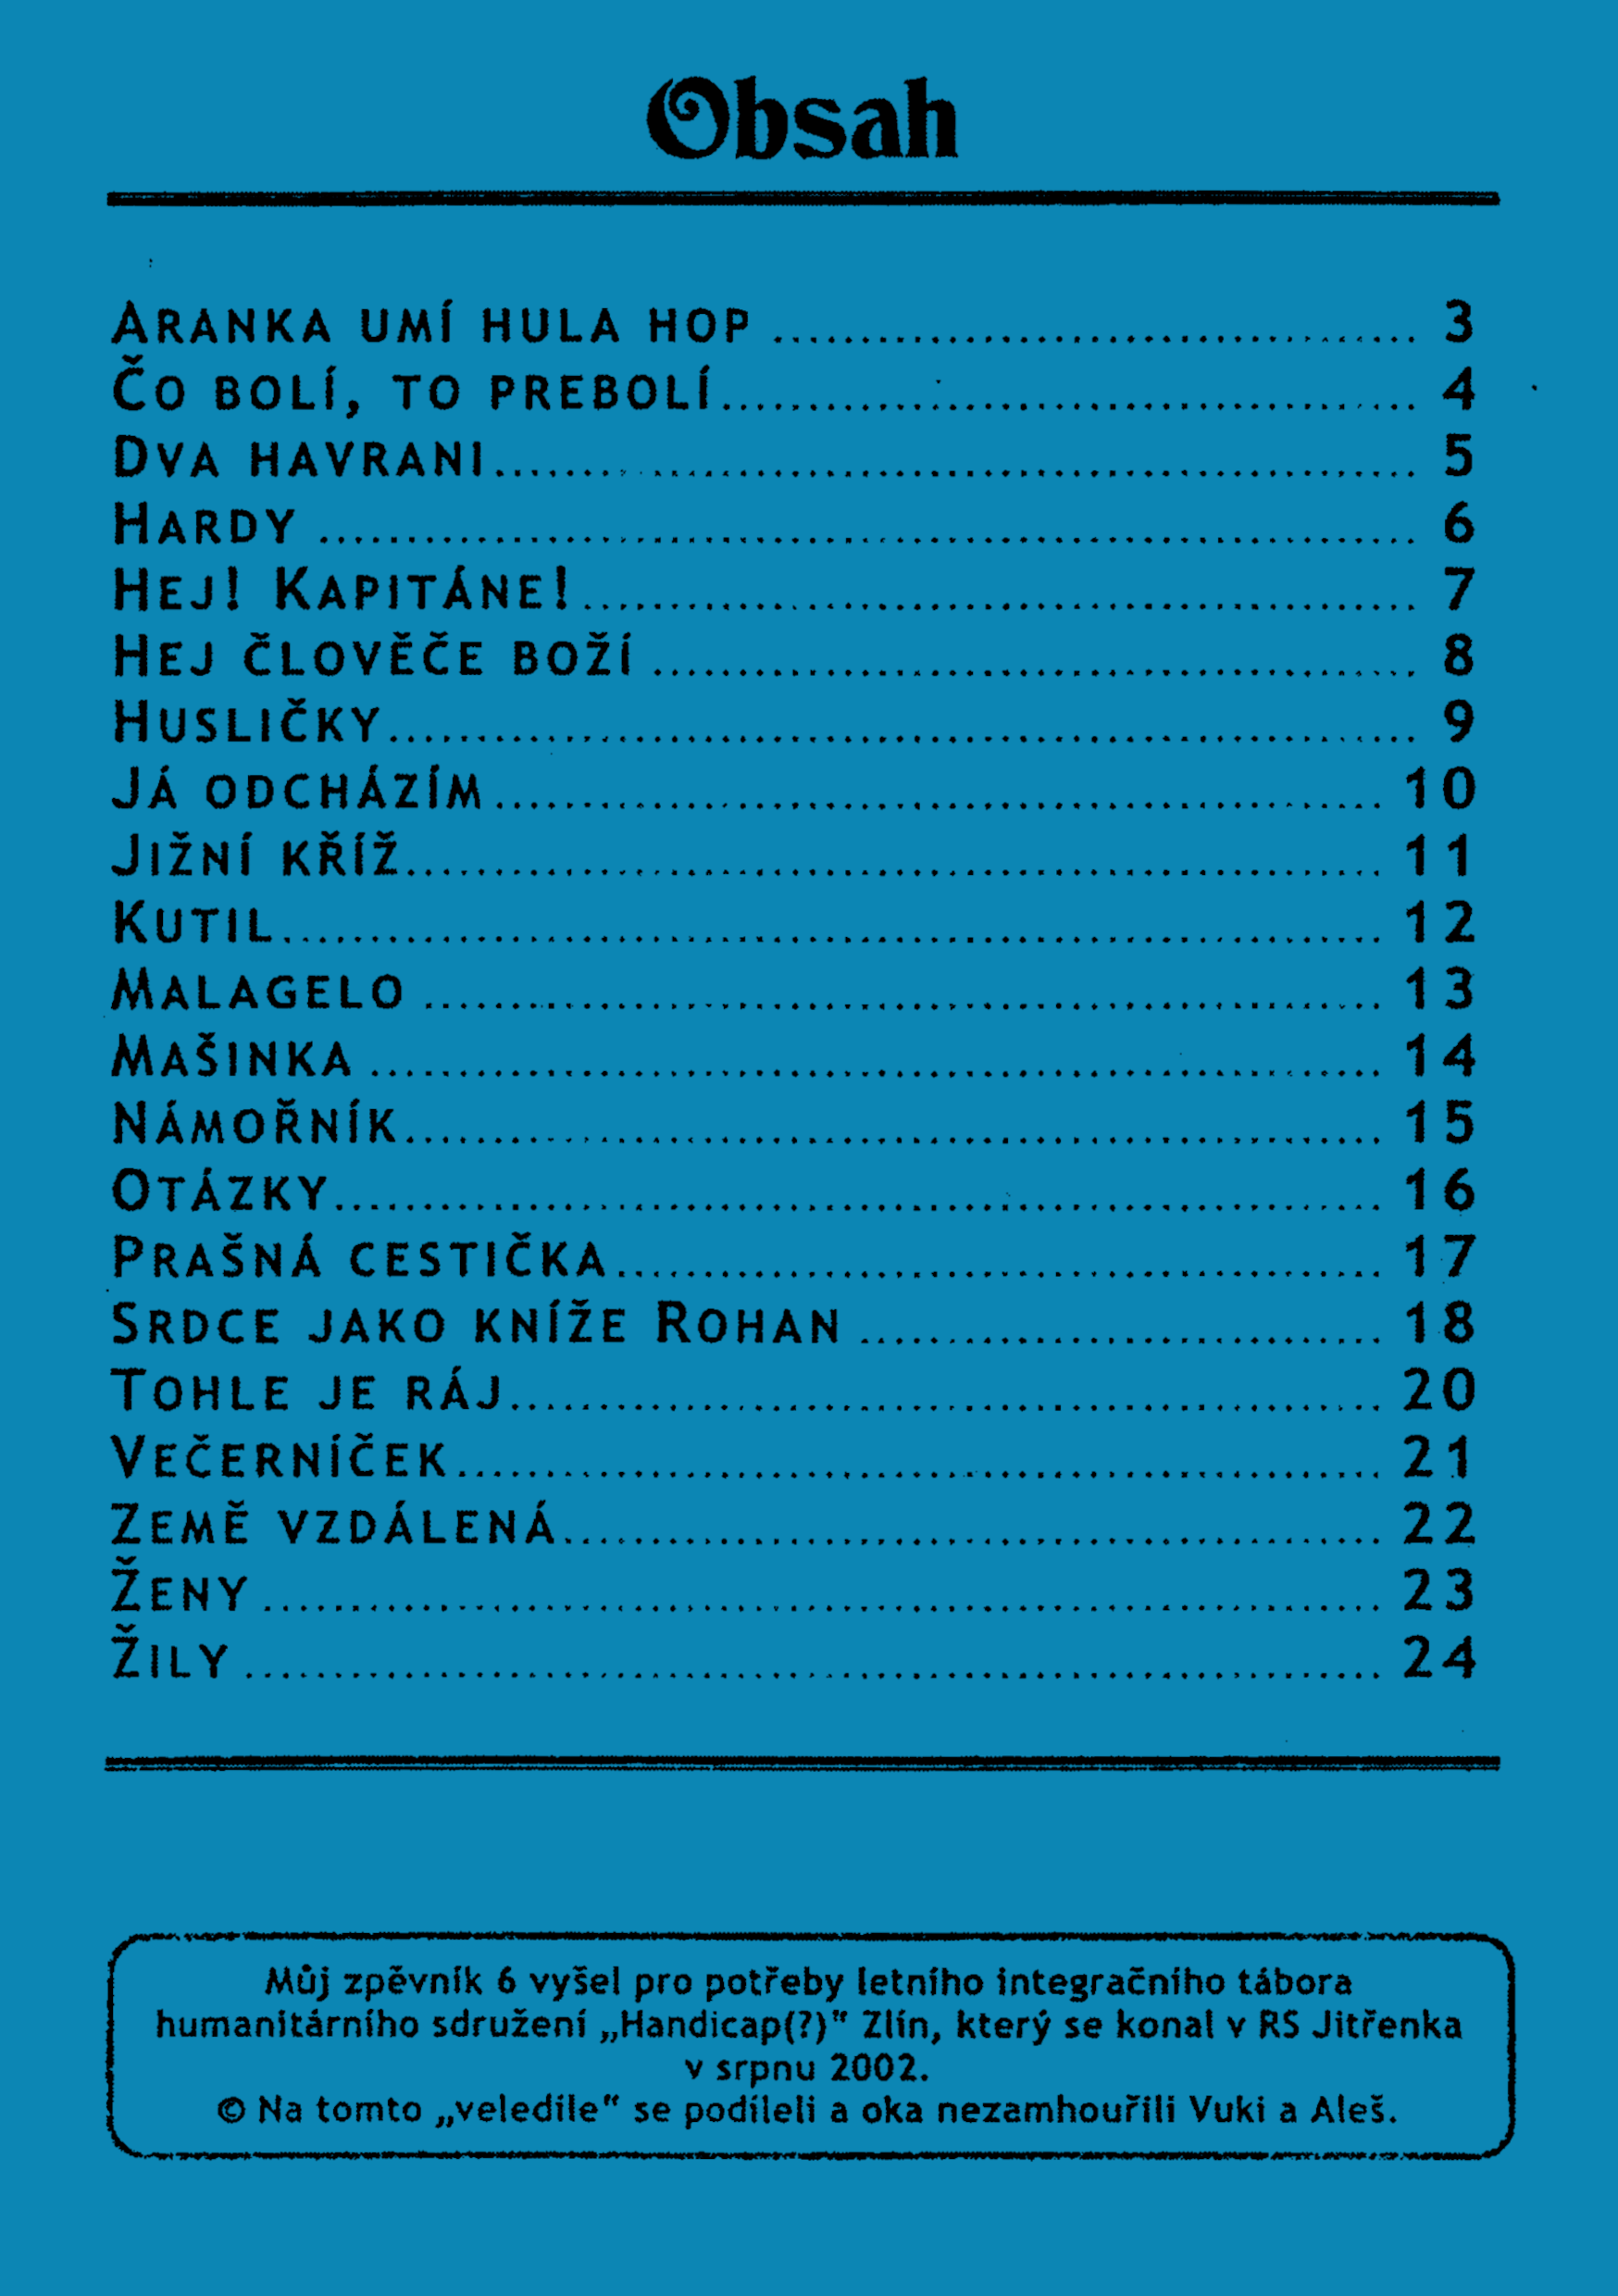 Obsah
Aranka umí hula hop ........................................ 3
Čo bolí, to prebolí........................................ 4
Dva havrani........................................ 5
Hardy ........................................ 6
Hej! Kapitáne!........................................ 7
Hej člověče boží ........................................ 8
Husličky........................................ 9
Já odcházím........................................ 10
Jižní kříž........................................ 11
Kutil........................................ 12
Malagelo ........................................ 13
Mašinka ........................................ 14
Námořník........................................ 15
Otázky........................................ 16
Prašná cestička........................................ 17
Srdce jako kníže Rohan ........................................ 18
Tohle je ráj........................................ 20
Večerníček........................................ 21
Země vzdálená........................................ 22
Ženy ........................................ 23
Žily ........................................ 24
Můj zpěvník 6 vyšel pro potřeby letního integračního tábora
humanitárního sdružení „Handicap(?)" Zlín, který se konal v RS Jitřenka
v srpnu 2002.
© Na tomto „veledíle" se podíleli a oka nezamhouřili Vuki a Aleš.